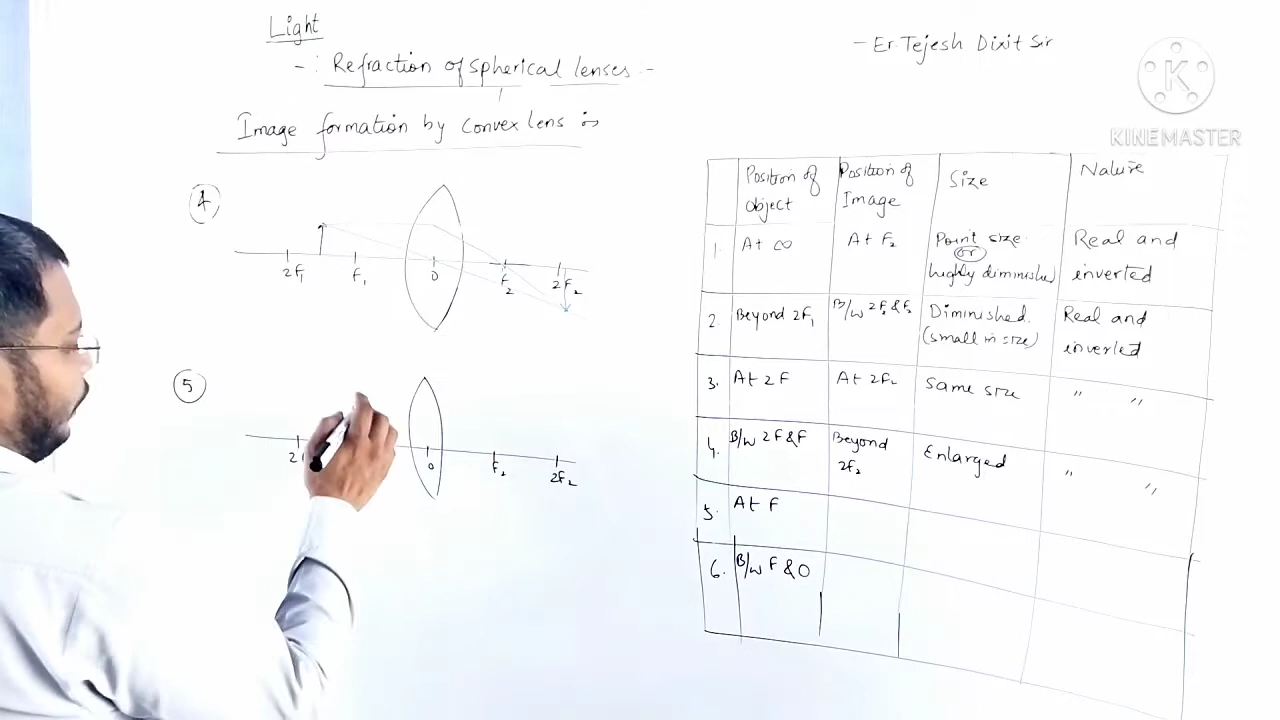 Light
- : Refraction of spherical lenses -
Image formation by convex lens
- Er. Tejesh Dixit Sir
K
KINEMASTER
4
2F₁ F₁ O F₂ 2F₂
5
O F₂ 2F₂
Position of Object Position of Image Size Nature
1. At ∞ At F₂ Point size or highly diminished Real and inverted
2. Beyond 2F₁ B/w 2F₂ & F₂ Diminished. (small in size) Real and inverted
3. At 2F At 2F₂ Same size " "
4. B/w 2F & F Beyond 2F₂ Enlarged " "
5. At F
6. B/w F & O